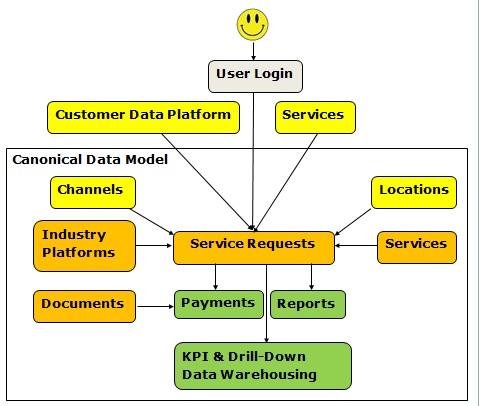 User Login
Customer Data Platform
Services
Canonical Data Model
Channels
Locations
Industry
Platforms
Service Requests
Services
Documents
Payments
Reports
KPI & Drill-Down
Data Warehousing